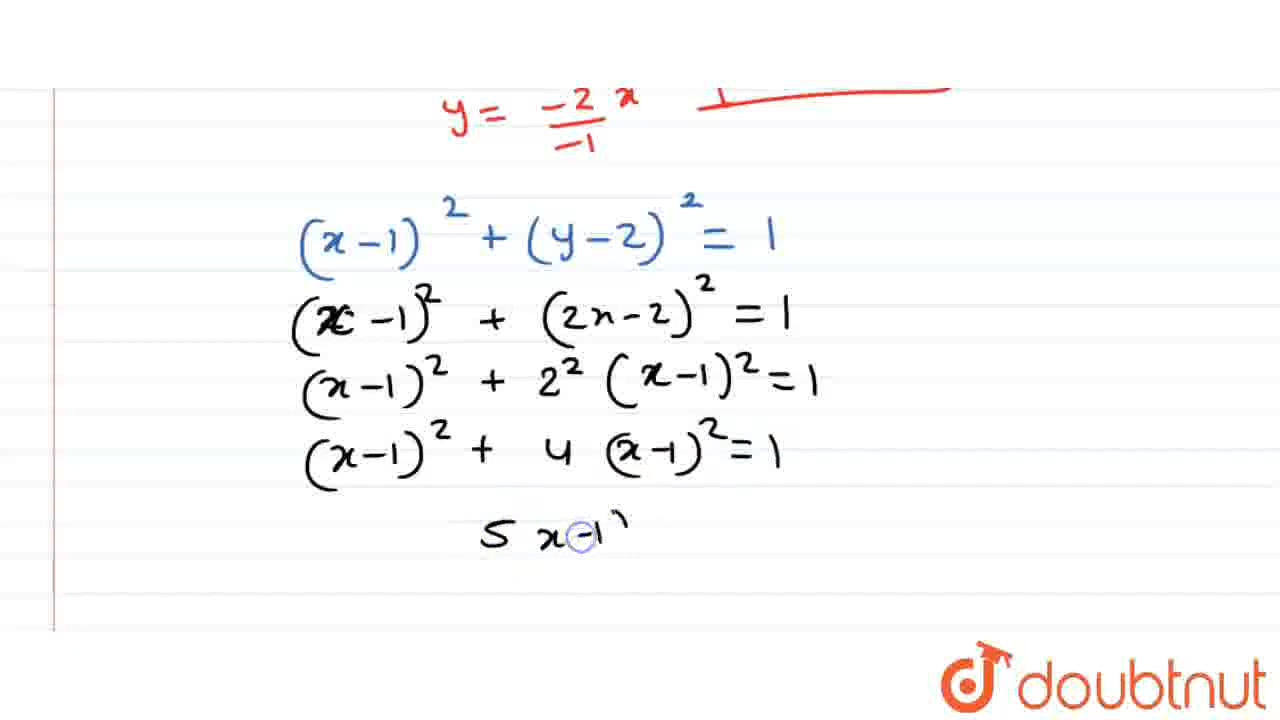 y = -2/-1 x
(x-1)² + (y-2)² = 1
(x-1)² + (2x-2)² = 1
(x-1)² + 2² (x-1)² = 1
(x-1)² + 4 (x-1)² = 1
5 x-1)
doubtnut